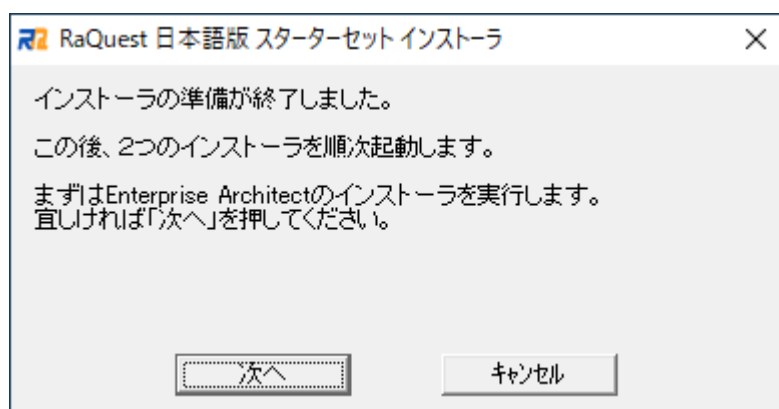 RaQuest 日本語版 スターターセット インストーラ
インストーラの準備が終了しました。
この後、2つのインストーラを順次起動します。
まずはEnterprise Architectのインストーラを実行します。
宜しければ「次へ」を押してください。
次へ
キャンセル